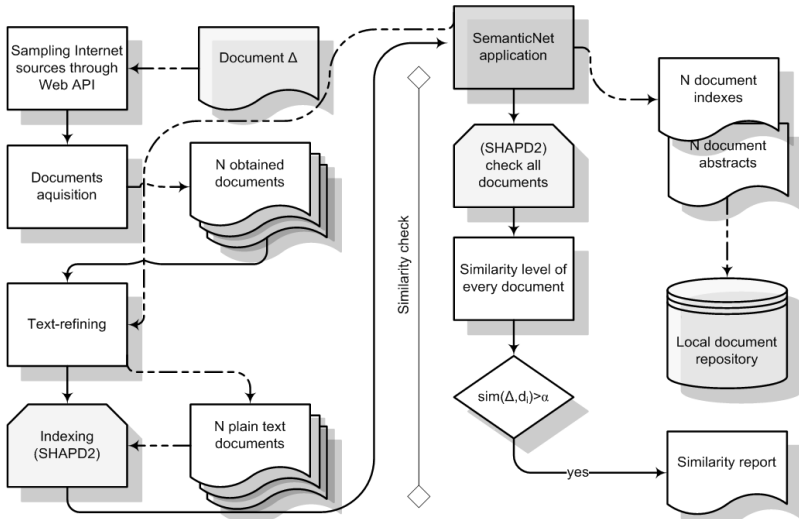 Sampling Internet
sources through
Web API
Document Δ
Documents
aquisition
N obtained
documents
Text-refining
Indexing
(SHAPD2)
N plain text
documents
Similarity check
SemanticNet
application
(SHAPD2)
check all
documents
Similarity level of
every document
sim(Δ,dᵢ)>α
yes
N document
indexes
N document
abstracts
Local document
repository
Similarity report